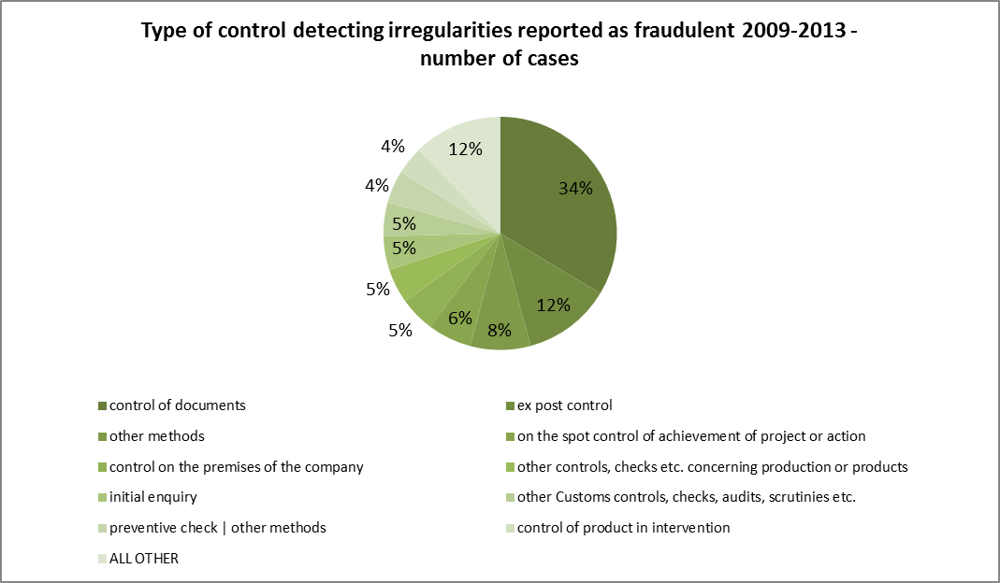 Type of control detecting irregularities reported as fraudulent 2009-2013 -
number of cases
34%
12%
8%
6%
5%
5%
5%
5%
4%
4%
12%
control of documents
ex post control
other methods
on the spot control of achievement of project or action
control on the premises of the company
other controls, checks etc. concerning production or products
initial enquiry
other Customs controls, checks, audits, scrutinies etc.
preventive check | other methods
control of product in intervention
ALL OTHER